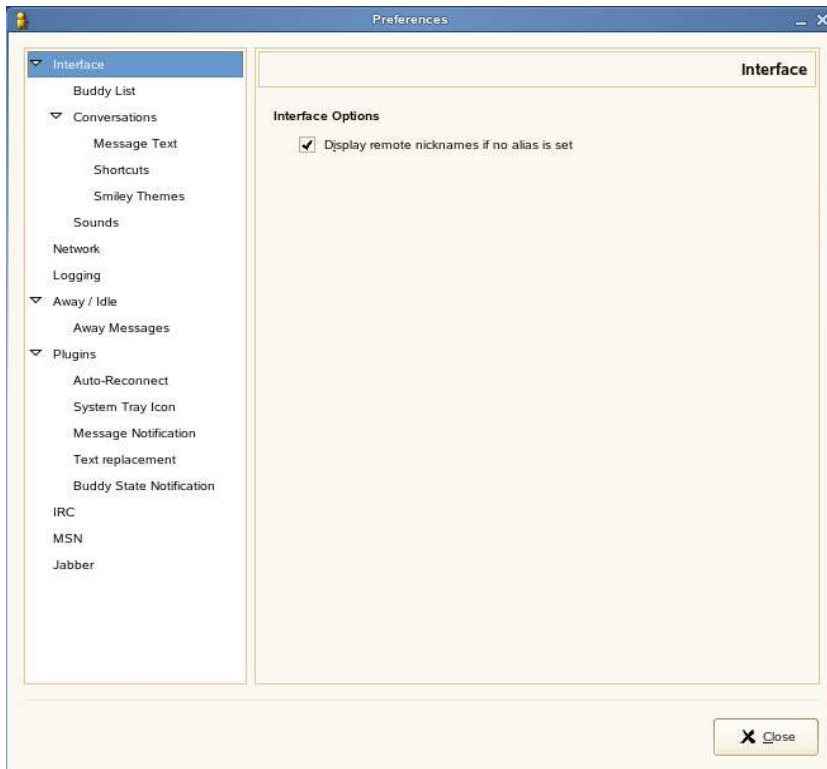 Preferences
Interface
Buddy List
Conversations
Message Text
Shortcuts
Smiley Themes
Sounds
Network
Logging
Away / Idle
Away Messages
Plugins
Auto-Reconnect
System Tray Icon
Message Notification
Text replacement
Buddy State Notification
IRC
MSN
Jabber
Interface
Interface Options
Display remote nicknames if no alias is set
Close